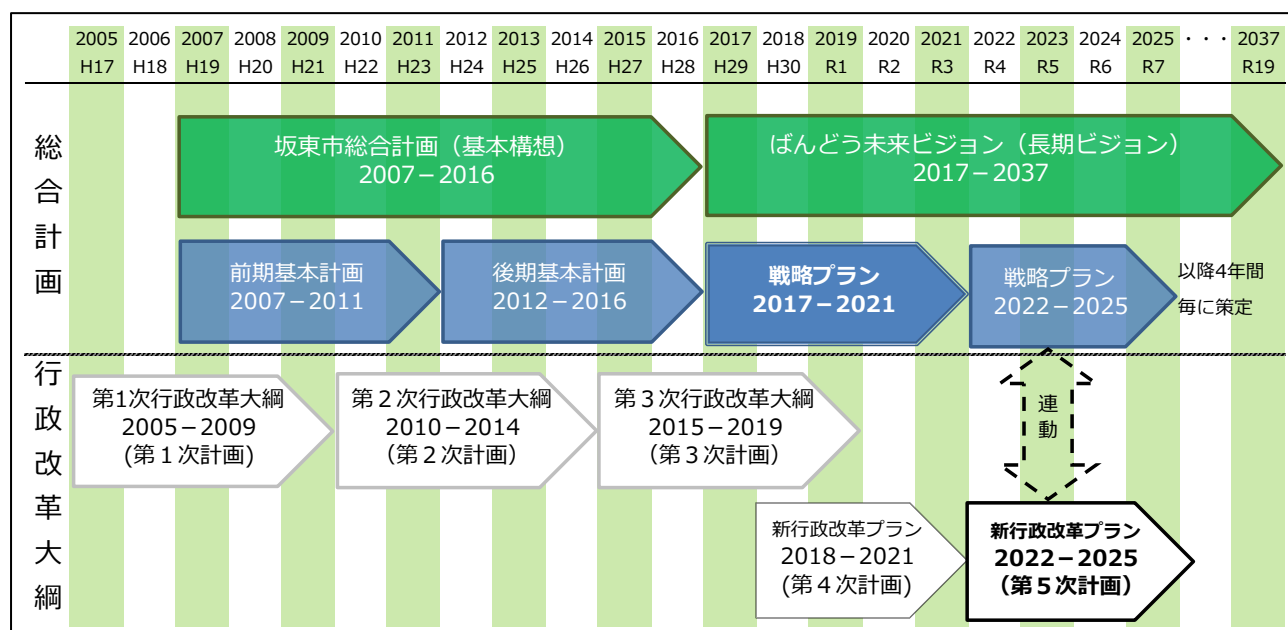 2005 2006 2007 2008 2009 2010 2011 2012 2013 2014 2015 2016 2017 2018 2019 2020 2021 2022 2023 2024 2025 ・・・ 2037
H17 H18 H19 H20 H21 H22 H23 H24 H25 H26 H27 H28 H29 H30 R1 R2 R3 R4 R5 R6 R7 R19
総合計画
坂東市総合計画（基本構想）
2007－2016
ばんどう未来ビジョン（長期ビジョン）
2017－2037
前期基本計画
2007－2011
後期基本計画
2012－2016
戦略プラン
2017－2021
戦略プラン
2022－2025
以降4年間
毎に策定
行政改革大綱
第1次行政改革大綱
2005－2009
(第１次計画)
第２次行政改革大綱
2010－2014
（第２次計画）
第３次行政改革大綱
2015－2019
（第３次計画）
連動
新行政改革プラン
2018－2021
(第４次計画)
新行政改革プラン
2022－2025
（第５次計画）